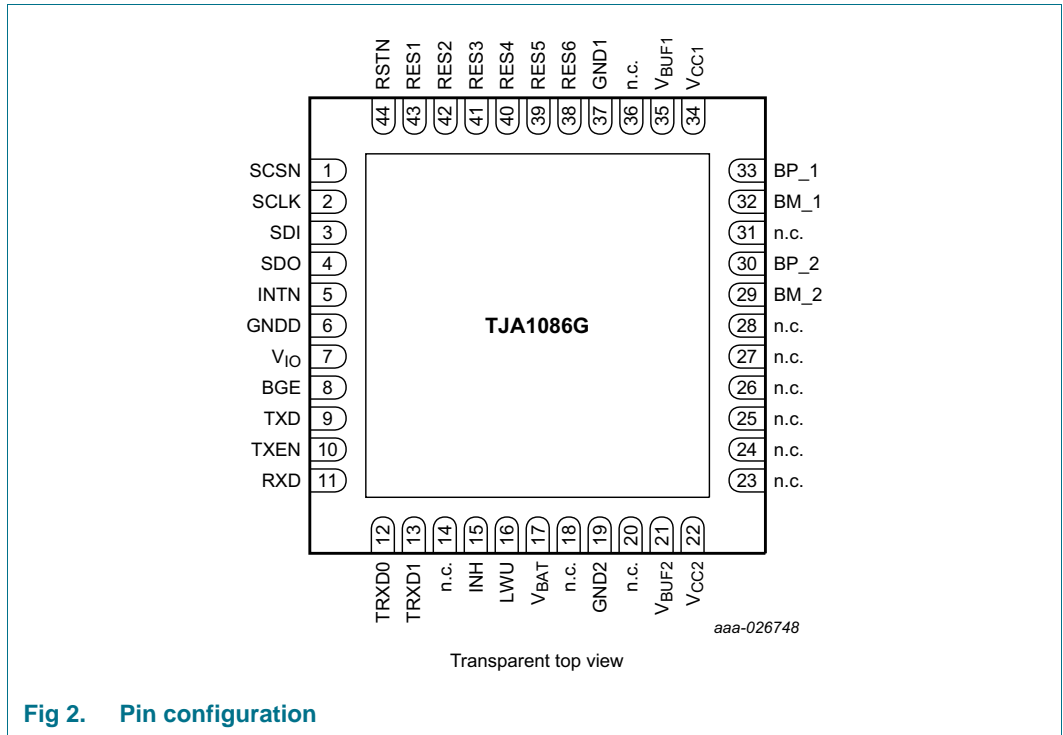 RSTN
RES1
RES2
RES3
RES4
RES5
RES6
GND1
n.c.
VBUF1
VCC1
44
43
42
41
40
39
38
37
36
35
34
SCSN 1
SCLK 2
SDI 3
SDO 4
INTN 5
GNDD 6
VIO 7
BGE 8
TXD 9
TXEN 10
RXD 11
TJA1086G
33 BP_1
32 BM_1
31 n.c.
30 BP_2
29 BM_2
28 n.c.
27 n.c.
26 n.c.
25 n.c.
24 n.c.
23 n.c.
12
13
14
15
16
17
18
19
20
21
22
TRXD0
TRXD1
n.c.
INH
LWU
VBAT
n.c.
GND2
n.c.
VBUF2
VCC2
aaa-026748
Transparent top view
Fig 2. Pin configuration